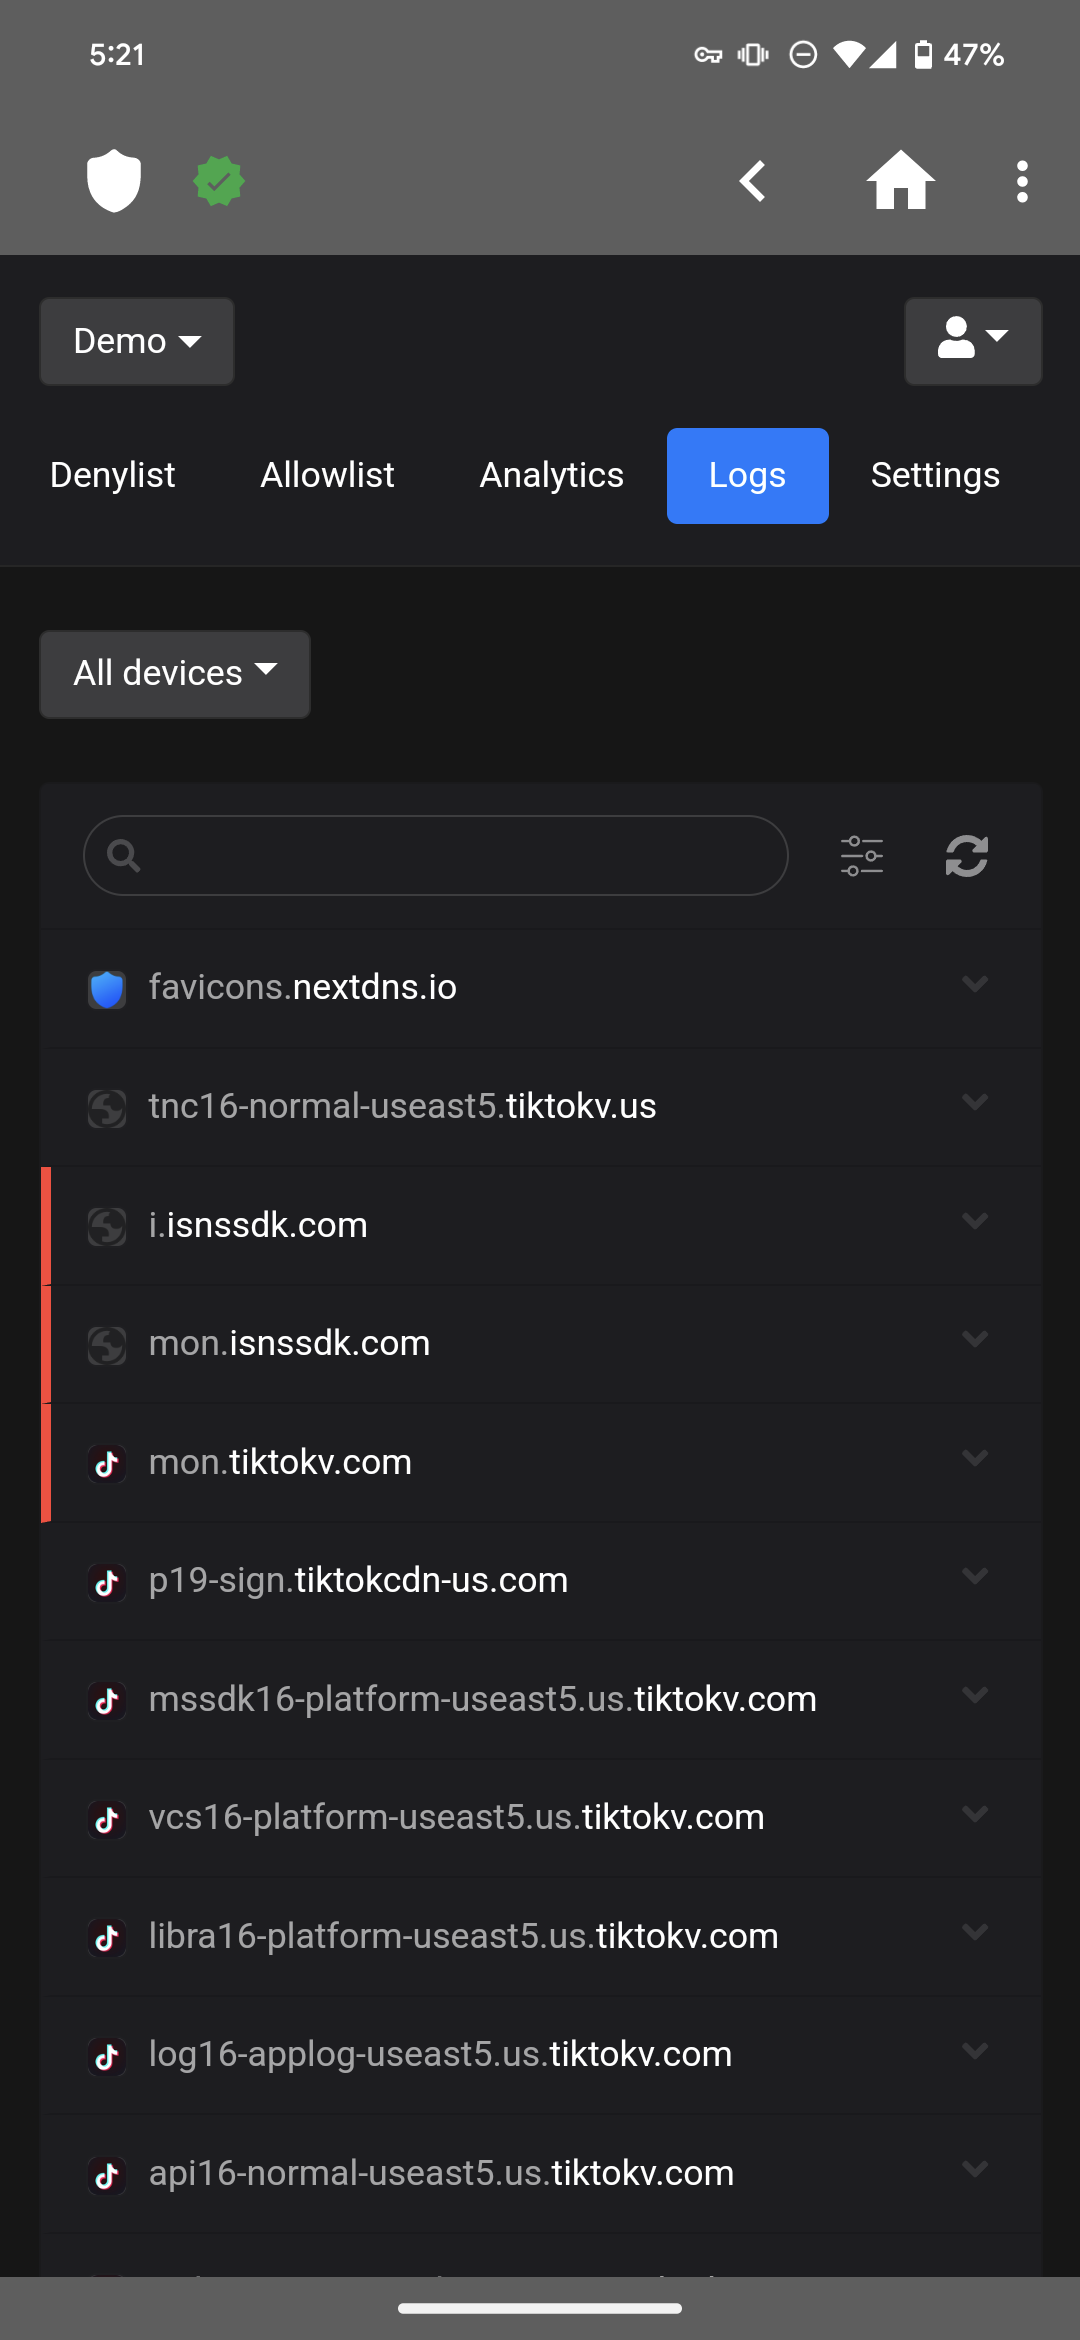 5:21
47%
Demo
Denylist Allowlist Analytics Logs Settings
All devices
favicons.nextdns.io
tnc16-normal-useast5.tiktokv.us
i.isnssdk.com
mon.isnssdk.com
mon.tiktokv.com
p19-sign.tiktokcdn-us.com
mssdk16-platform-useast5.us.tiktokv.com
vcs16-platform-useast5.us.tiktokv.com
libra16-platform-useast5.us.tiktokv.com
log16-applog-useast5.us.tiktokv.com
api16-normal-useast5.us.tiktokv.com